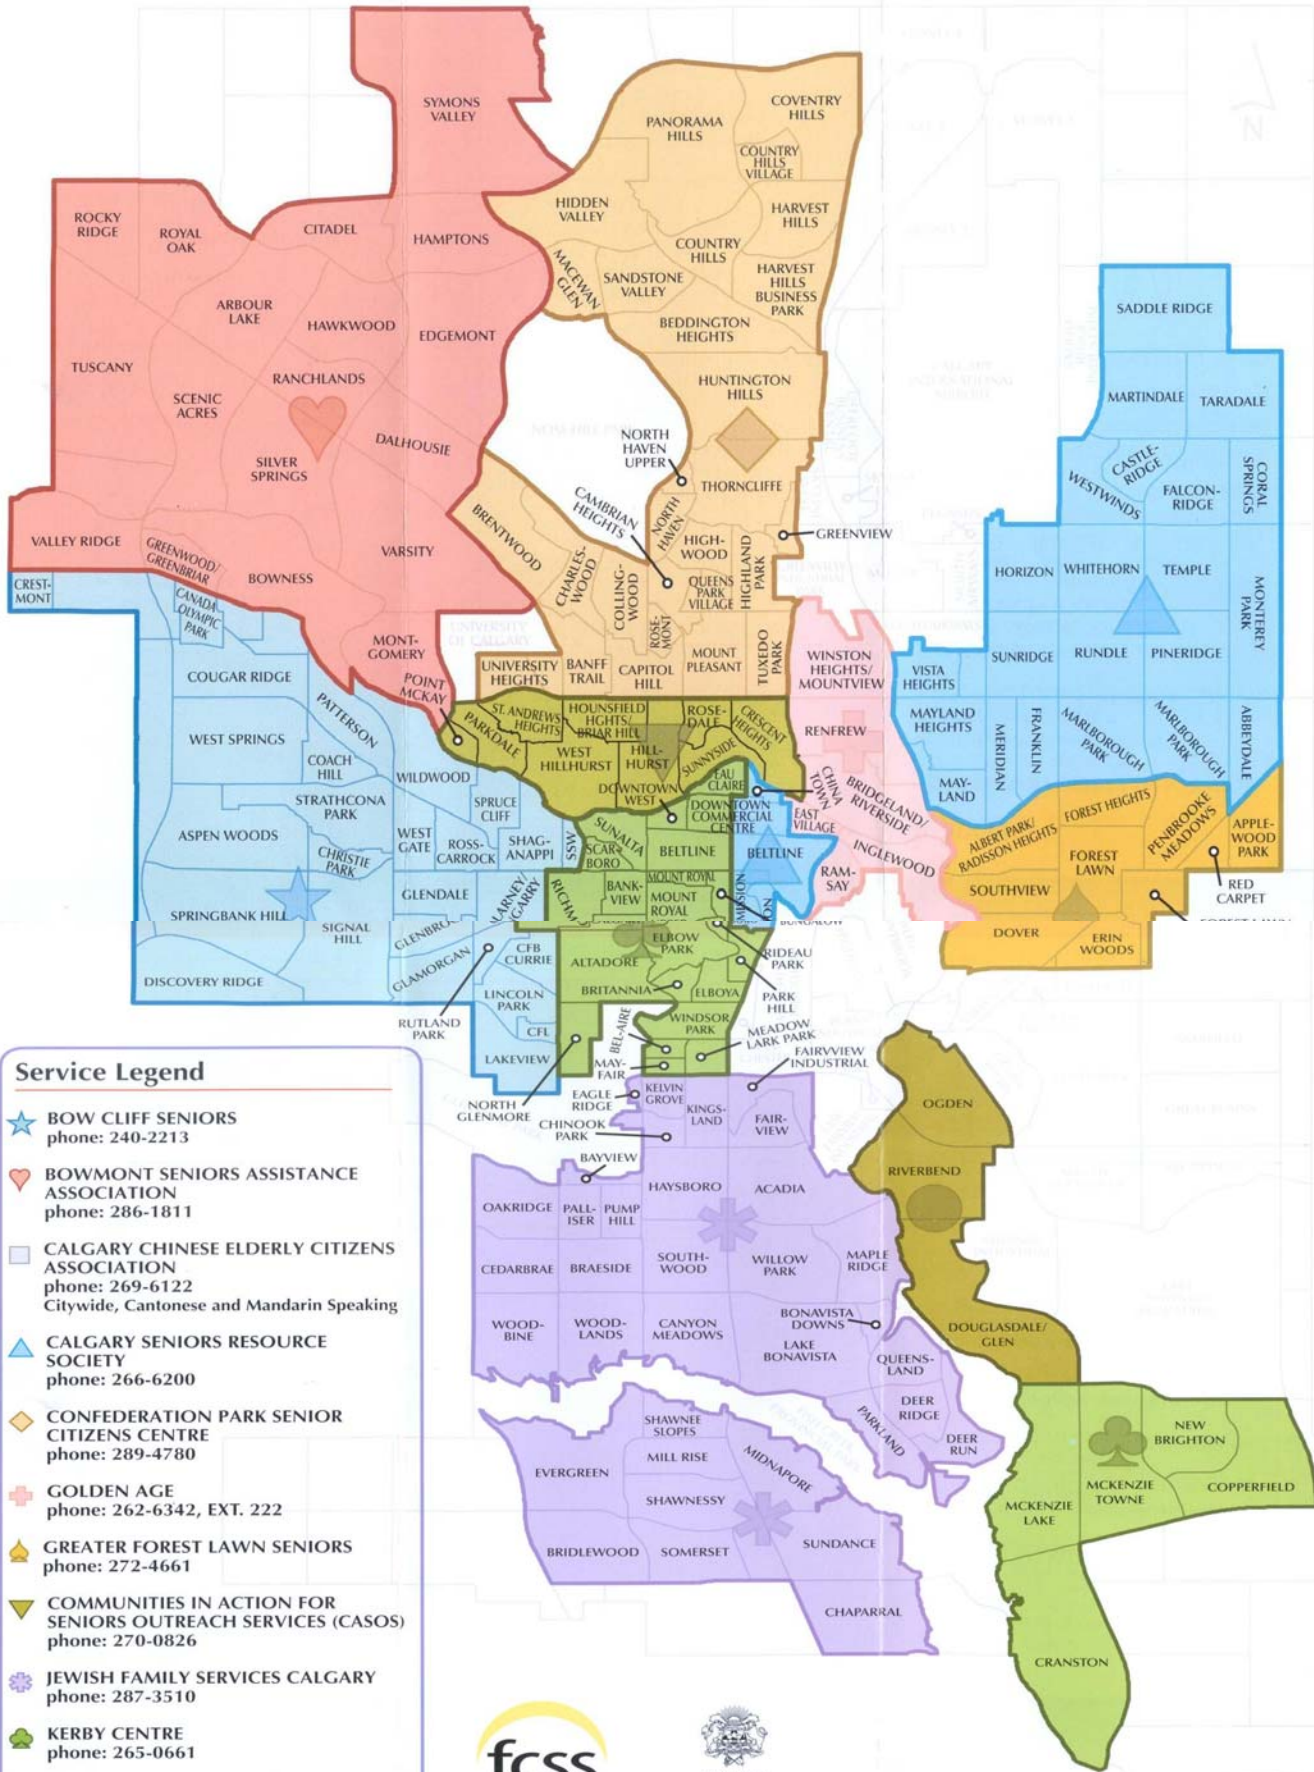 SYMONS
VALLEY
COVENTRY
HILLS
PANORAMA
HILLS
COUNTRY
HILLS
VILLAGE
ROCKY
RIDGE
ROYAL
OAK
CITADEL
HAMPTONS
HIDDEN
VALLEY
HARVEST
HILLS
COUNTRY
HILLS
MACEWAN
GLEN
SANDSTONE
VALLEY
HARVEST
HILLS
BUSINESS
PARK
ARBOUR
LAKE
HAWKWOOD
EDGEMONT
BEDDINGTON
HEIGHTS
SADDLE RIDGE
TUSCANY
RANCHLANDS
SCENIC
ACRES
HUNTINGTON
HILLS
MARTINDALE
TARADALE
DALHOUSIE
NORTH
HAVEN
UPPER
SILVER
SPRINGS
CASTLE-
RIDGE
WESTWINDS
FALCON-
RIDGE
CORAL
SPRINGS
THORNCLIFFE
CAMBRIAN
HEIGHTS
NORTH
HAVEN
BRENTWOOD
GREENVIEW
VALLEY RIDGE
GREENWOOD/
GREENBRIAR
VARSITY
HIGH-
WOOD
HIGHLAND
PARK
CHARLES-
WOOD
COLLING-
WOOD
QUEENS
PARK
VILLAGE
HORIZON
WHITEHORN
TEMPLE
MONTEREY
PARK
CREST-
MONT
CANADA
OLYMPIC
PARK
BOWNESS
UNIVERSITY
OF CALGARY
MONT-
GOMERY
ROSE-
MONT
MOUNT
PLEASANT
TUXEDO
PARK
WINSTON
HEIGHTS/
MOUNTVIEW
VISTA
HEIGHTS
SUNRIDGE
RUNDLE
PINERIDGE
UNIVERSITY
HEIGHTS
BANFF
TRAIL
CAPITOL
HILL
COUGAR RIDGE
POINT
MCKAY
PATTERSON
PARKDALE
ST. ANDREWS
HEIGHTS
HOUNSFIELD
HGHTS/
BRIAR HILL
ROSE-
DALE
CRESCENT
HEIGHTS
RENFREW
MAYLAND
HEIGHTS
MERIDIAN
FRANKLIN
MARLBOROUGH
PARK
MARLBOROUGH
PARK
ABBEYDALE
WEST SPRINGS
COACH
HILL
WILDWOOD
WEST
HILLHURST
HILL-
HURST
SUNNYSIDE
MAY-
LAND
STRATHCONA
PARK
SPRUCE
CLIFF
DOWNTOWN
WEST
EAU
CLAIRE
DOWNTOWN
COMMERCIAL
CENTRE
CHINA
TOWN
EAST
VILLAGE
BRIDGELAND/
RIVERSIDE
ASPEN WOODS
CHRISTIE
PARK
WEST
GATE
ROSS-
CARROCK
SHAG-
ANAPPI
SUNALTA
SCAR-
BORO
BELTLINE
BELTLINE
INGLEWOOD
ALBERT PARK/
RADISSON HEIGHTS
FOREST HEIGHTS
PENBROOKE
MEADOWS
APPLE-
WOOD
PARK
FOREST
LAWN
GLENDALE
BANK-
VIEW
MOUNT ROYAL
MOUNT
ROYAL
RAM-
SAY
SOUTHVIEW
RED
CARPET
SPRINGBANK HILL
SIGNAL
HILL
GLAMORGAN
CFB
CURRIE
ALTADORE
ELBOW
PARK
RIDEAU
PARK
DOVER
ERIN
WOODS
DISCOVERY RIDGE
LINCOLN
PARK
BRITANNIA
ELBOYA
PARK
HILL
RUTLAND
PARK
CFL
LAKEVIEW
BEL-AIRE
WINDSOR
PARK
MEADOW
LARK PARK
MAY-
FAIR
FAIRVVIEW
INDUSTRIAL
NORTH
GLENMORE
EAGLE
RIDGE
KELVIN
GROVE
KINGS-
LAND
FAIR-
VIEW
CHINOOK
PARK
OGDEN
BAYVIEW
RIVERBEND
OAKRIDGE
PALL-
ISER
PUMP
HILL
HAYSBORO
ACADIA
CEDARBRAE
BRAESIDE
SOUTH-
WOOD
WILLOW
PARK
MAPLE
RIDGE
WOOD-
BINE
WOOD-
LANDS
CANYON
MEADOWS
BONAVISTA
DOWNS
LAKE
BONAVISTA
QUEENS-
LAND
DOUGLASDALE/
GLEN
DEER
RIDGE
PARKLAND
DEER
RUN
SHAWNEE
SLOPES
MILL RISE
MIDNAPORE
EVERGREEN
SHAWNESSY
BRIDLEWOOD
SOMERSET
SUNDANCE
CHAPARRAL
NEW
BRIGHTON
MCKENZIE
TOWNE
COPPERFIELD
MCKENZIE
LAKE
CRANSTON
Service Legend
BOW CLIFF SENIORS
phone: 240-2213
BOWMONT SENIORS ASSISTANCE
ASSOCIATION
phone: 286-1811
CALGARY CHINESE ELDERLY CITIZENS
ASSOCIATION
phone: 269-6122
Citywide, Cantonese and Mandarin Speaking
CALGARY SENIORS RESOURCE
SOCIETY
phone: 266-6200
CONFEDERATION PARK SENIOR
CITIZENS CENTRE
phone: 289-4780
GOLDEN AGE
phone: 262-6342, EXT. 222
GREATER FOREST LAWN SENIORS
phone: 272-4661
COMMUNITIES IN ACTION FOR
SENIORS OUTREACH SERVICES (CASOS)
phone: 270-0826
JEWISH FAMILY SERVICES CALGARY
phone: 287-3510
KERBY CENTRE
phone: 265-0661
fcss